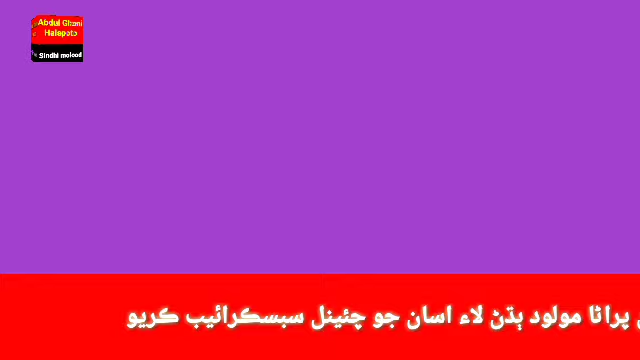 Abdul Ghani
Halepoto
Sindhi molood
پراڻا مولود ٻڌڻ لاء اسان جو چئينل سبسڪرائيب ڪريو